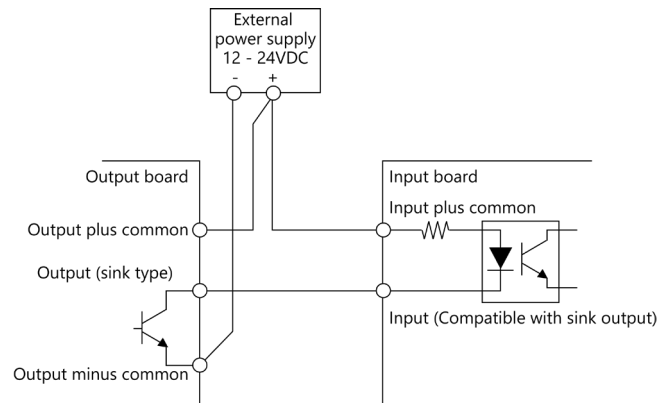 External
power supply
12 - 24VDC
- +
Output board
Input board
Input plus common
Output plus common
Output (sink type)
Input (Compatible with sink output)
Output minus common